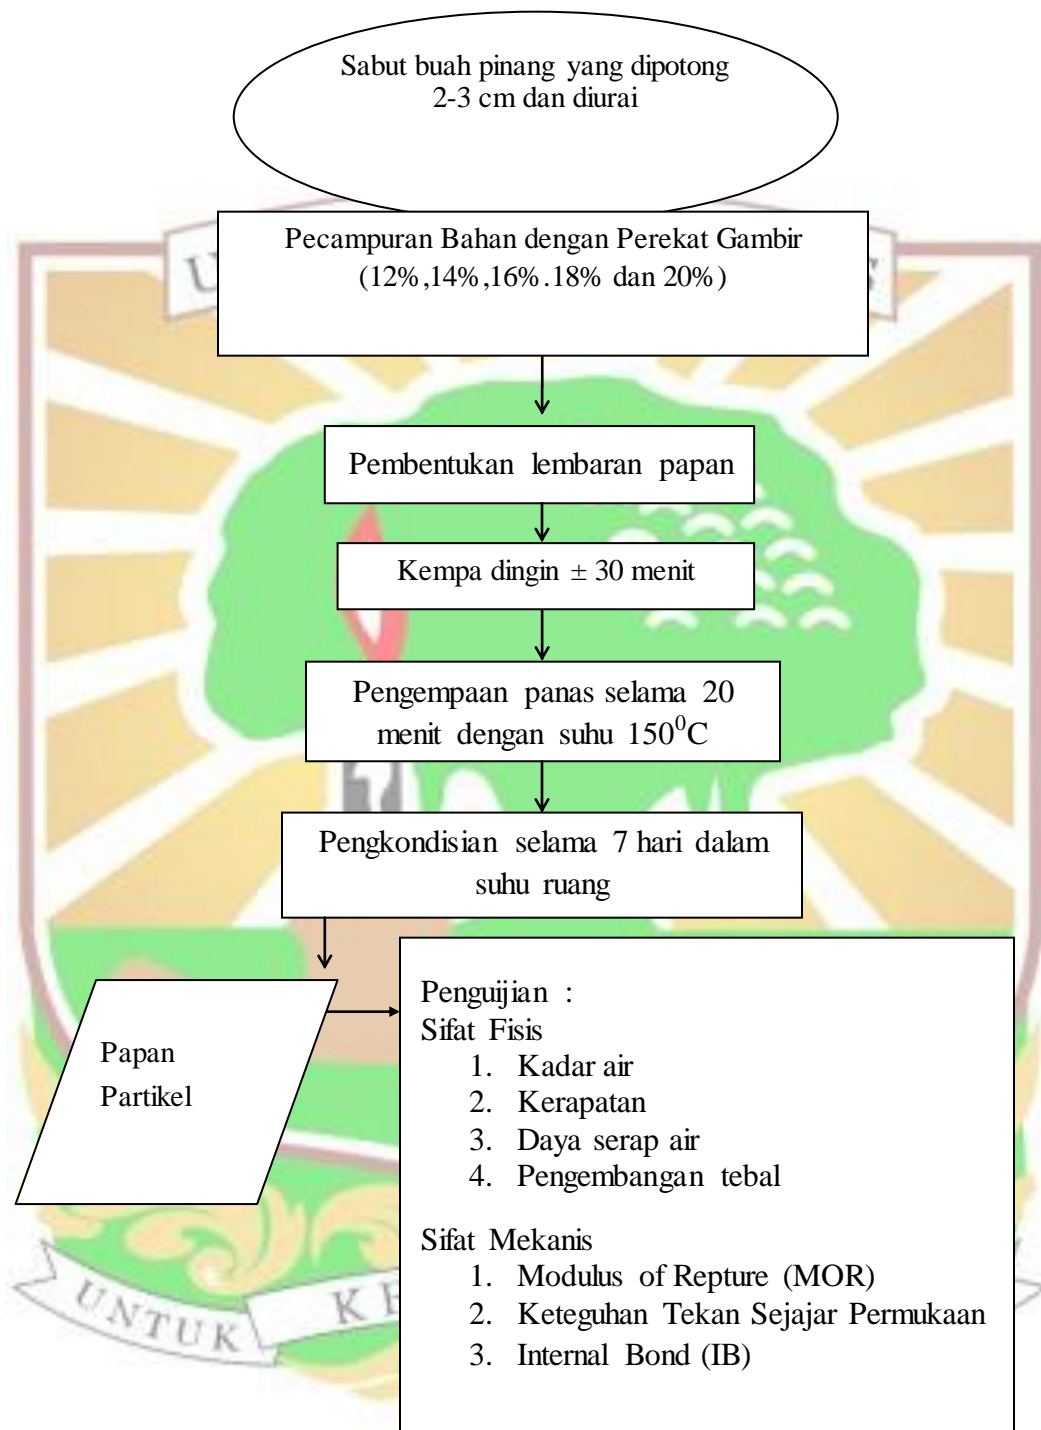 Sabut buah pinang yang dipotong
2-3 cm dan diurai
Pecampuran Bahan dengan Perekat Gambir
(12%,14%,16%.18% dan 20%)
Pembentukan lembaran papan
Kempa dingin ± 30 menit
Pengempaan panas selama 20
menit dengan suhu 150⁰C
Pengkondisian selama 7 hari dalam
suhu ruang
Papan
Partikel
Penguijian :
Sifat Fisis
1. Kadar air
2. Kerapatan
3. Daya serap air
4. Pengembangan tebal
Sifat Mekanis
1. Modulus of Repture (MOR)
2. Keteguhan Tekan Sejajar Permukaan
3. Internal Bond (IB)
UNTUK